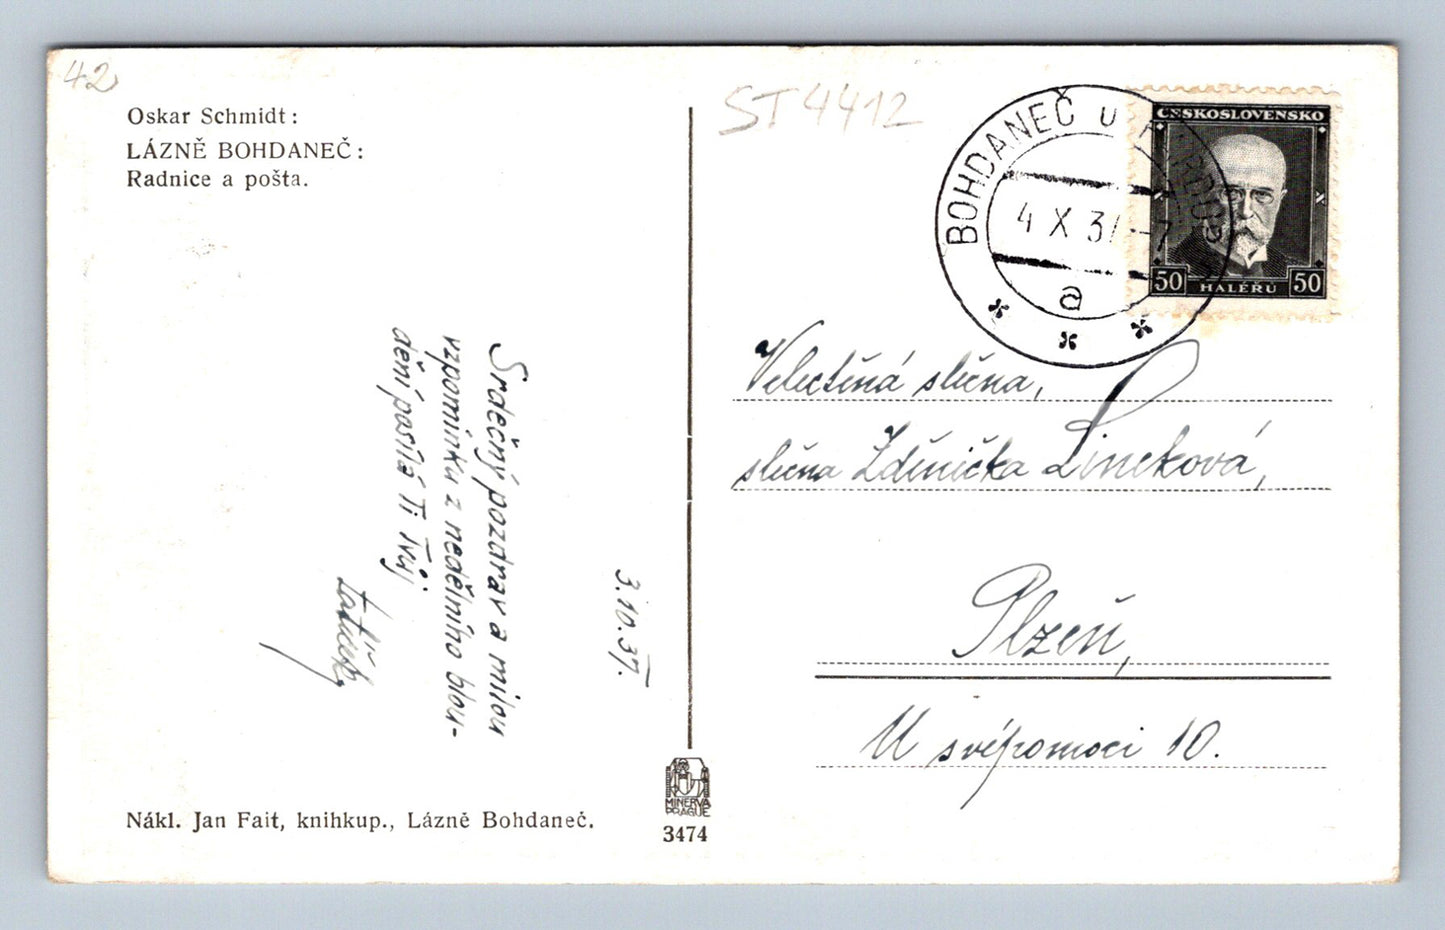 42
Oskar Schmidt:
LÁZNĚ BOHDANEČ:
Radnice a pošta.
Srdečný pozdrav a milou
vzpomínku z nedělního blou-
dění posílá Ti Tvůj
3.10.37.
Nákl. Jan Fait, knihkup., Lázně Bohdaneč.
MINERVA
PRAGUE
3474
ST4412
BOHDANEČ U
4 X 37 -7
a
ČESKOSLOVENSKO
50 HALÉŘŮ 50
Velectěná slečna,
slečna Zdenička Lineková,
Plzeň,
U svépomoci 10.